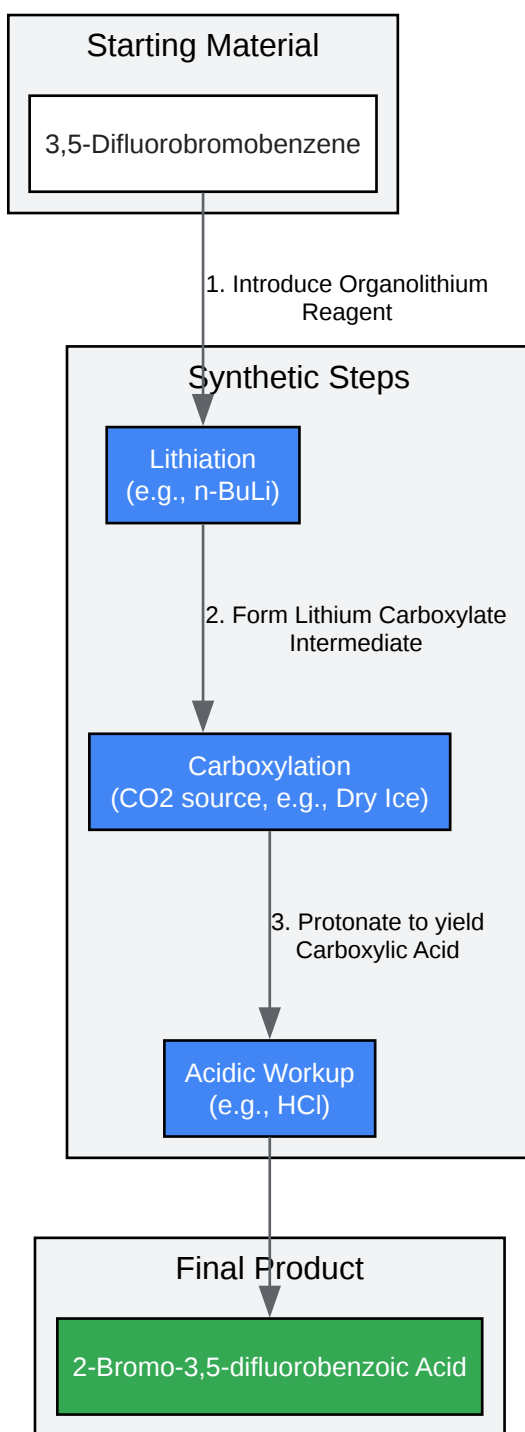 Starting Material
3,5-Difluorobromobenzene
1. Introduce Organolithium
Reagent
Synthetic Steps
Lithiation
(e.g., n-BuLi)
2. Form Lithium Carboxylate
Intermediate
Carboxylation
(CO2 source, e.g., Dry Ice)
3. Protonate to yield
Carboxylic Acid
Acidic Workup
(e.g., HCl)
Final Product
2-Bromo-3,5-difluorobenzoic Acid